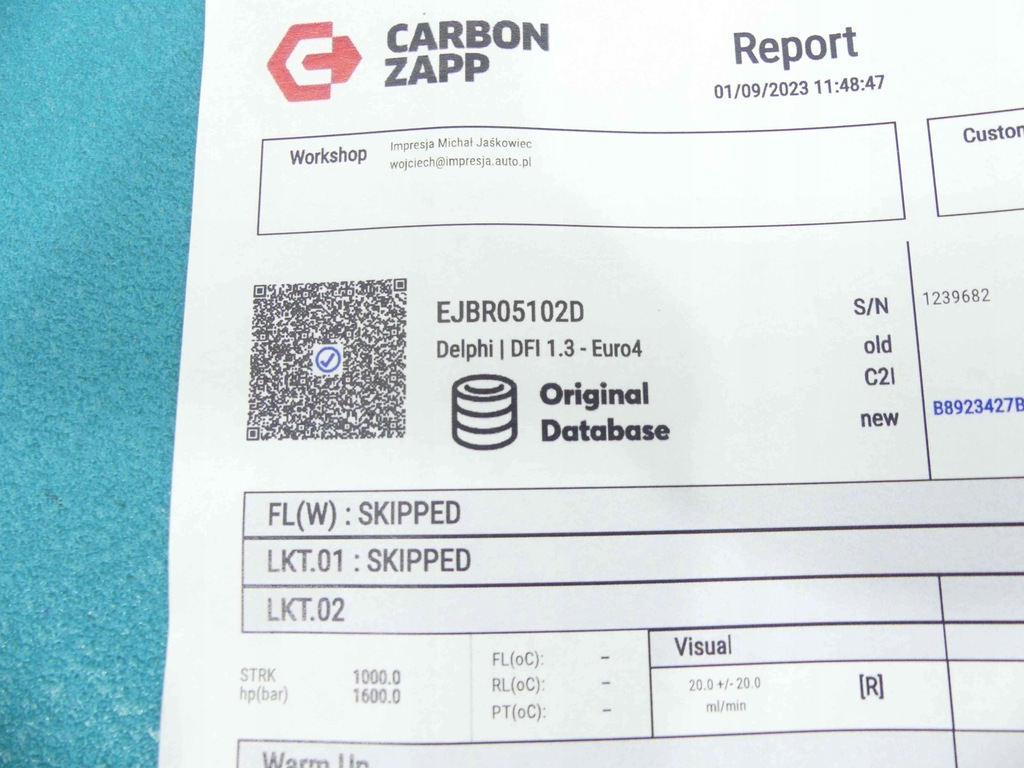 CARBON
ZAPP
Report
01/09/2023 11:48:47
Workshop
Impresja Michał Jaśkowiec
wojciech@impresja.auto.pl
Custom
EJBR05102D
Delphi | DFI 1.3 - Euro4
Original
Database
S/N
1239682
old
C2I
new
B8923427B
FL(W) : SKIPPED
LKT.01 : SKIPPED
LKT.02
STRK 1000.0
hp(bar) 1600.0
FL(oC): –
RL(oC): –
PT(oC): –
Visual
20.0 +/- 20.0
ml/min
[R]
Warm Up